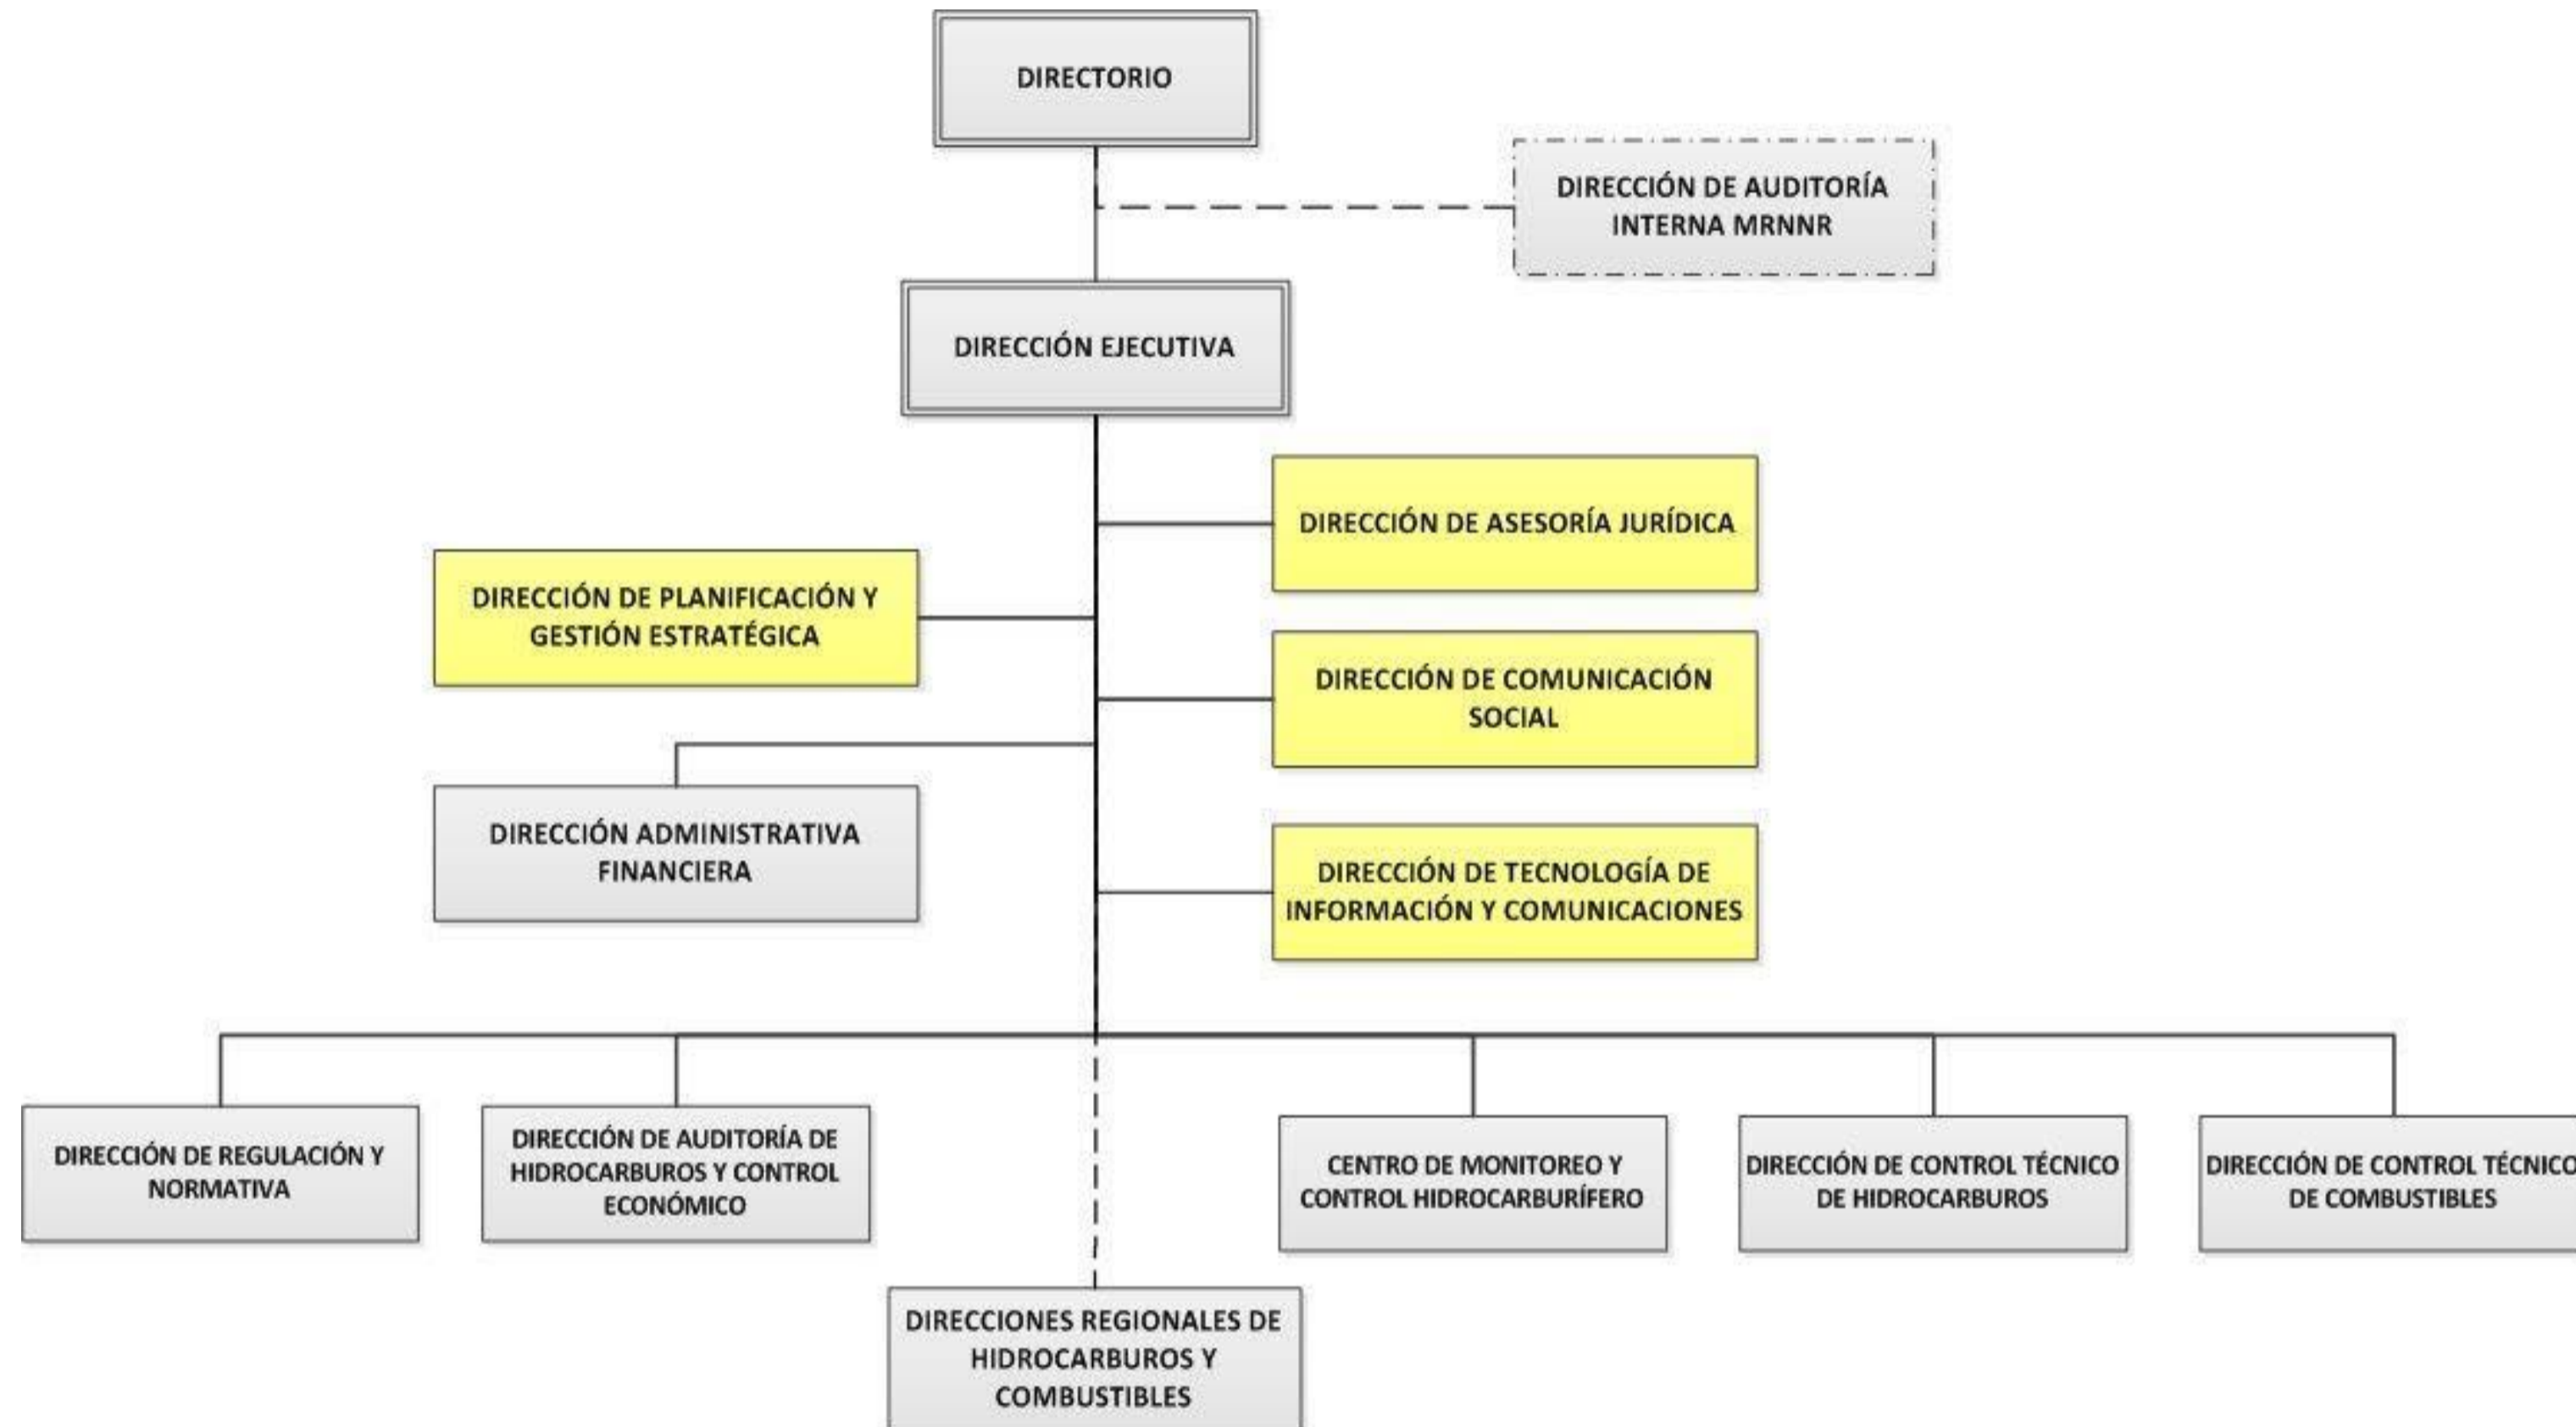 DIRECTORIO
DIRECCIÓN DE AUDITORÍA
INTERNA MRNNR
DIRECCIÓN EJECUTIVA
DIRECCIÓN DE ASESORÍA JURÍDICA
DIRECCIÓN DE PLANIFICACIÓN Y
GESTIÓN ESTRATÉGICA
DIRECCIÓN DE COMUNICACIÓN
SOCIAL
DIRECCIÓN ADMINISTRATIVA
FINANCIERA
DIRECCIÓN DE TECNOLOGÍA DE
INFORMACIÓN Y COMUNICACIONES
DIRECCIÓN DE REGULACIÓN Y
NORMATIVA
DIRECCIÓN DE AUDITORÍA DE
HIDROCARBUROS Y CONTROL
ECONÓMICO
CENTRO DE MONITOREO Y
CONTROL HIDROCARBURÍFERO
DIRECCIÓN DE CONTROL TÉCNICO
DE HIDROCARBUROS
DIRECCIÓN DE CONTROL TÉCNICO
DE COMBUSTIBLES
DIRECCIONES REGIONALES DE
HIDROCARBUROS Y
COMBUSTIBLES